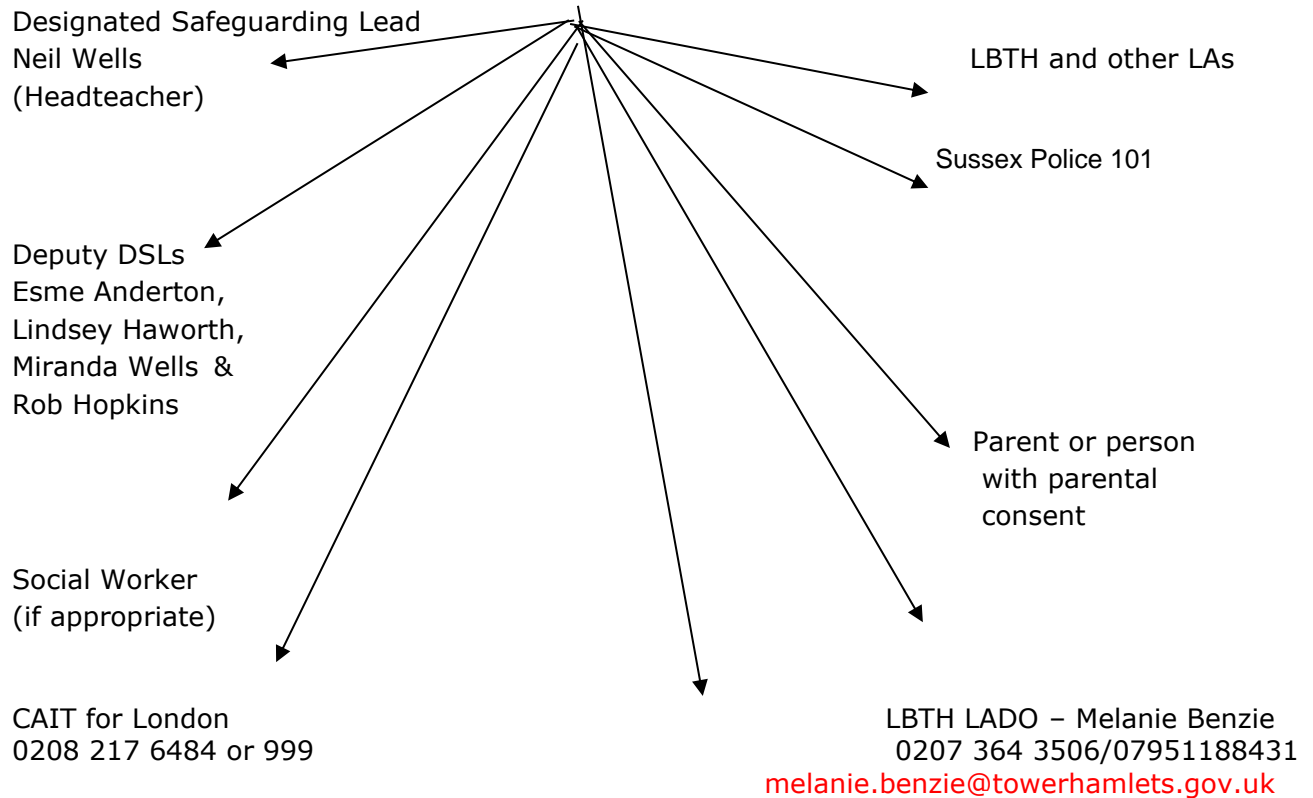 Designated Safeguarding Lead
Neil Wells
(Headteacher)
LBTH and other LAs
Sussex Police 101
Deputy DSLs
Esme Anderton,
Lindsey Haworth,
Miranda Wells &
Rob Hopkins
Parent or person
with parental
consent
Social Worker
(if appropriate)
CAIT for London
0208 217 6484 or 999
LBTH LADO – Melanie Benzie
0207 364 3506/07951188431
melanie.benzie@towerhamlets.gov.uk